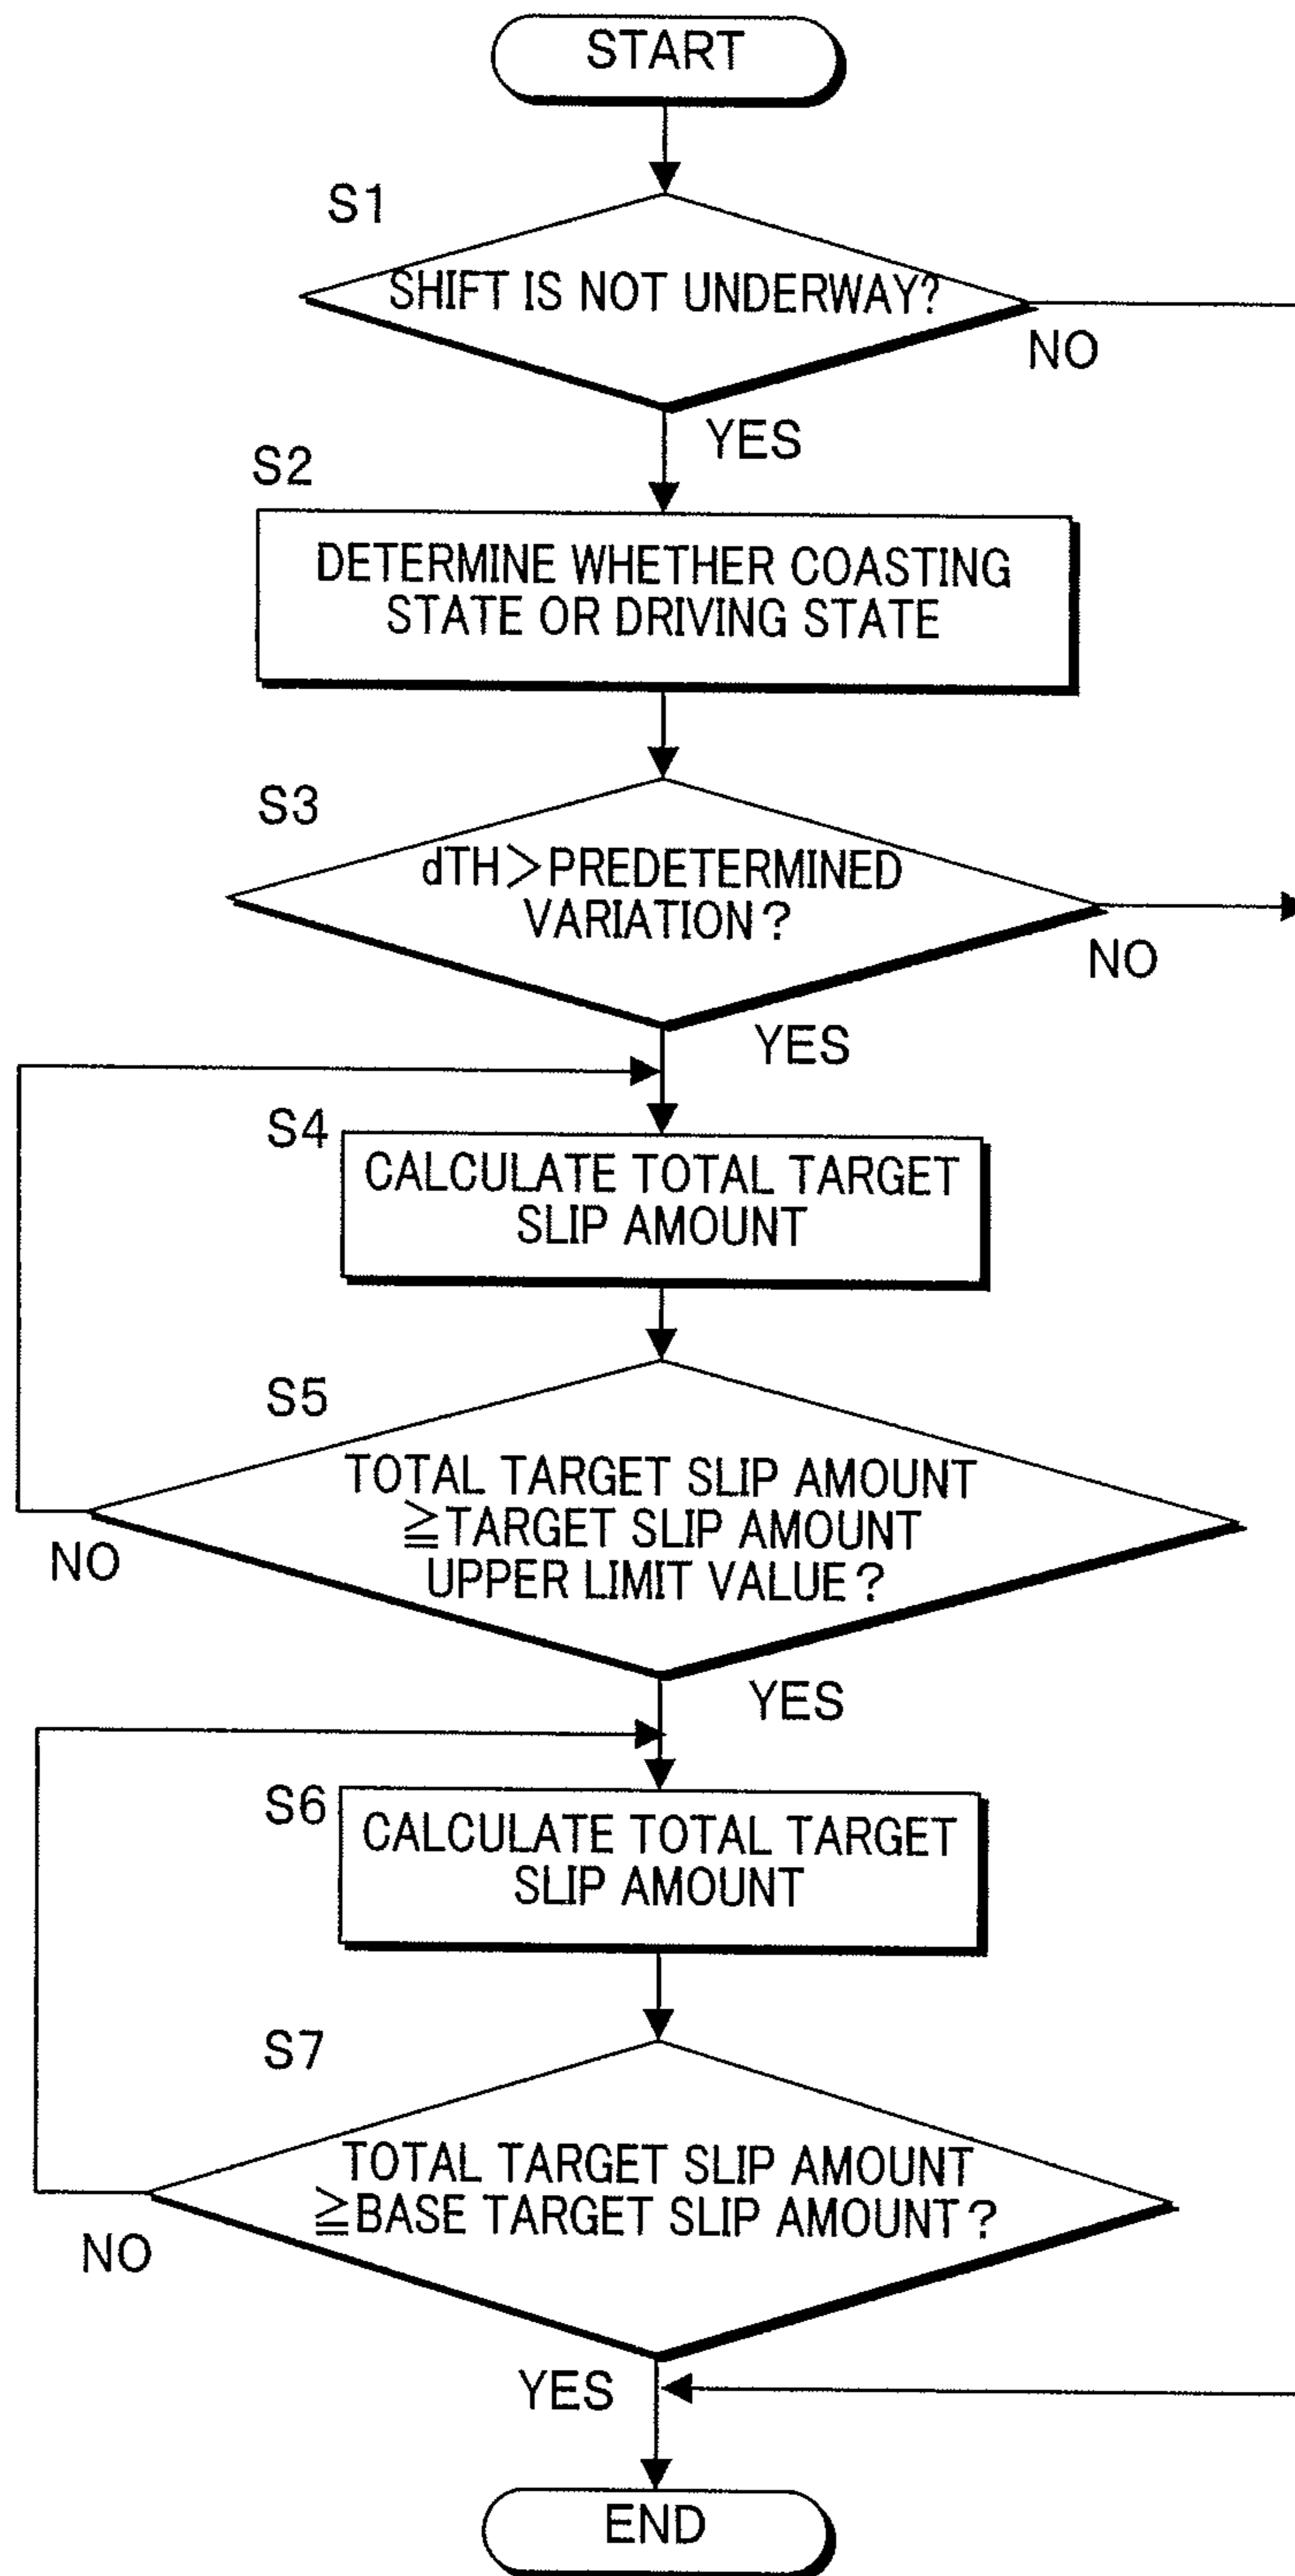 START
S1
SHIFT IS NOT UNDERWAY?
NO
YES
S2
DETERMINE WHETHER COASTING
STATE OR DRIVING STATE
S3
dTH>PREDETERMINED
VARIATION?
NO
YES
S4
CALCULATE TOTAL TARGET
SLIP AMOUNT
S5
TOTAL TARGET SLIP AMOUNT
≧TARGET SLIP AMOUNT
UPPER LIMIT VALUE?
NO
YES
S6
CALCULATE TOTAL TARGET
SLIP AMOUNT
S7
TOTAL TARGET SLIP AMOUNT
≧BASE TARGET SLIP AMOUNT?
NO
YES
END